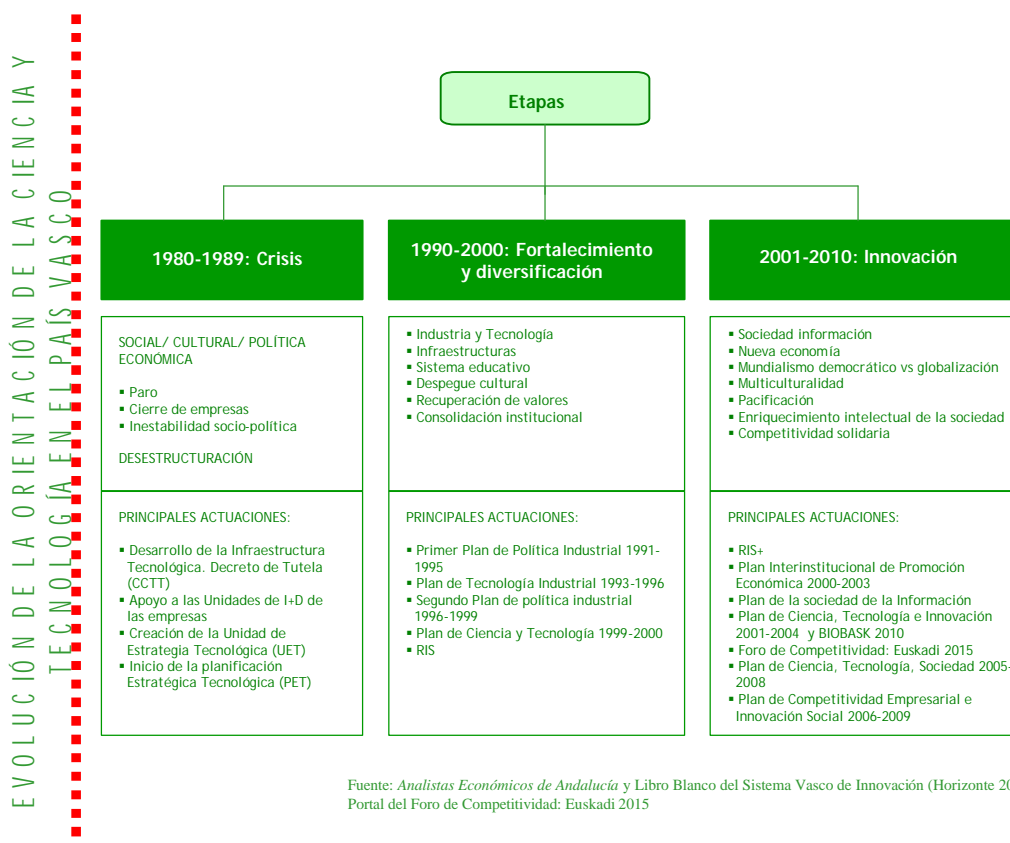 EVOLUCIÓN DE LA ORIENTACIÓN DE LA CIENCIA Y
TECNOLOGÍA EN EL PAÍS VASCO
Etapas
1980-1989: Crisis
SOCIAL/ CULTURAL/ POLÍTICA
ECONÓMICA
▪ Paro
▪ Cierre de empresas
▪ Inestabilidad socio-política
DESESTRUCTURACIÓN
PRINCIPALES ACTUACIONES:
▪ Desarrollo de la Infraestructura
Tecnológica. Decreto de Tutela
(CCTT)
▪ Apoyo a las Unidades de I+D de
las empresas
▪ Creación de la Unidad de
Estrategia Tecnológica (UET)
▪ Inicio de la planificación
Estratégica Tecnológica (PET)
1990-2000: Fortalecimiento
y diversificación
▪ Industria y Tecnología
▪ Infraestructuras
▪ Sistema educativo
▪ Despegue cultural
▪ Recuperación de valores
▪ Consolidación institucional
PRINCIPALES ACTUACIONES:
▪ Primer Plan de Política Industrial 1991-
1995
▪ Plan de Tecnología Industrial 1993-1996
▪ Segundo Plan de política industrial
1996-1999
▪ Plan de Ciencia y Tecnología 1999-2000
▪ RIS
2001-2010: Innovación
▪ Sociedad información
▪ Nueva economía
▪ Mundialismo democrático vs globalización
▪ Multiculturalidad
▪ Pacificación
▪ Enriquecimiento intelectual de la sociedad
▪ Competitividad solidaria
PRINCIPALES ACTUACIONES:
▪ RIS+
▪ Plan Interinstitucional de Promoción
Económica 2000-2003
▪ Plan de la sociedad de la Información
▪ Plan de Ciencia, Tecnología e Innovación
2001-2004 y BIOBASK 2010
▪ Foro de Competitividad: Euskadi 2015
▪ Plan de Ciencia, Tecnología, Sociedad 2005-
2008
▪ Plan de Competitividad Empresarial e
Innovación Social 2006-2009
Fuente: Analistas Económicos de Andalucía y Libro Blanco del Sistema Vasco de Innovación (Horizonte
Portal del Foro de Competitividad: Euskadi 2015